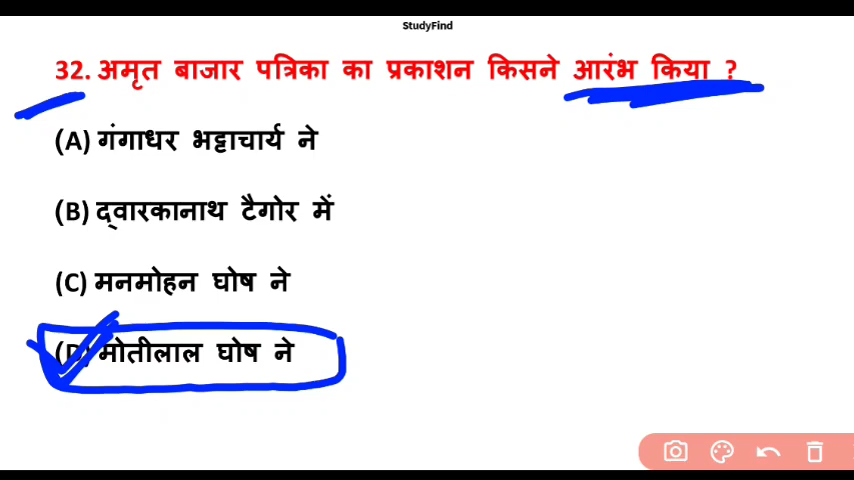 StudyFind
32. अमृत बाजार पत्रिका का प्रकाशन किसने आरंभ किया ?
(A) गंगाधर भट्टाचार्य ने
(B) द्वारकानाथ टैगोर में
(C) मनमोहन घोष ने
(D) मोतीलाल घोष ने